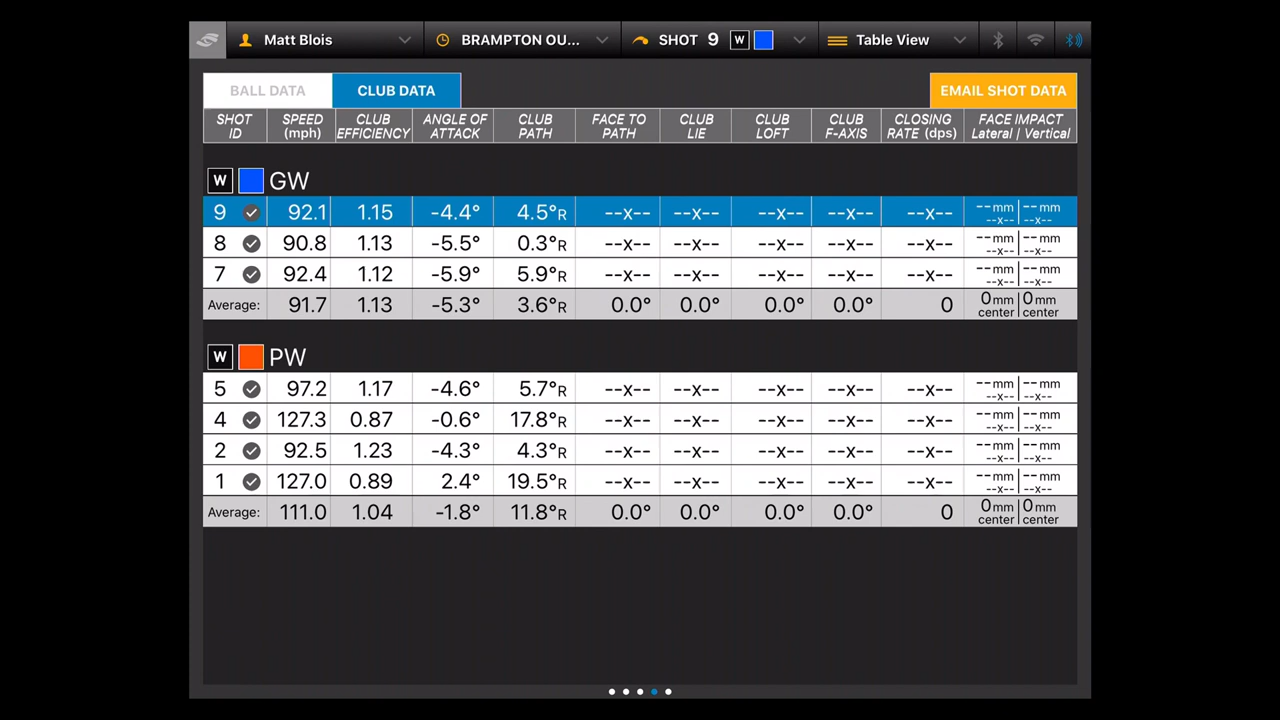 Matt Blois BRAMPTON OU... SHOT 9 W Table View
BALL DATA CLUB DATA EMAIL SHOT DATA
SHOT ID SPEED (mph) CLUB EFFICIENCY ANGLE OF ATTACK CLUB PATH FACE TO PATH CLUB LIE CLUB LOFT CLUB F-AXIS CLOSING RATE (dps) FACE IMPACT Lateral | Vertical
W GW
9 92.1 1.15 -4.4° 4.5°R --x-- --x-- --x-- --x-- --x-- --mm --x-- | --mm --x--
8 90.8 1.13 -5.5° 0.3°R --x-- --x-- --x-- --x-- --x-- --mm --x-- | --mm --x--
7 92.4 1.12 -5.9° 5.9°R --x-- --x-- --x-- --x-- --x-- --mm --x-- | --mm --x--
Average: 91.7 1.13 -5.3° 3.6°R 0.0° 0.0° 0.0° 0.0° 0 0mm center | 0mm center
W PW
5 97.2 1.17 -4.6° 5.7°R --x-- --x-- --x-- --x-- --x-- --mm --x-- | --mm --x--
4 127.3 0.87 -0.6° 17.8°R --x-- --x-- --x-- --x-- --x-- --mm --x-- | --mm --x--
2 92.5 1.23 -4.3° 4.3°R --x-- --x-- --x-- --x-- --x-- --mm --x-- | --mm --x--
1 127.0 0.89 2.4° 19.5°R --x-- --x-- --x-- --x-- --x-- --mm --x-- | --mm --x--
Average: 111.0 1.04 -1.8° 11.8°R 0.0° 0.0° 0.0° 0.0° 0 0mm center | 0mm center